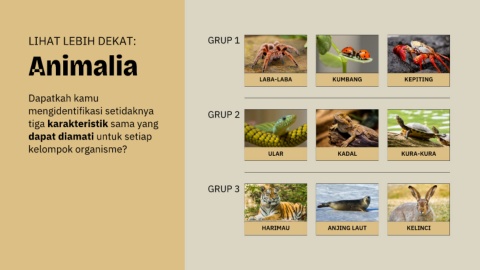 LIHAT LEBIH DEKAT:
Animalia
Dapatkah kamu
mengidentifikasi setidaknya
tiga karakteristik sama yang
dapat diamati untuk setiap
kelompok organisme?
GRUP 1
LABA-LABA
KUMBANG
KEPITING
GRUP 2
ULAR
KADAL
KURA-KURA
GRUP 3
HARIMAU
ANJING LAUT
KELINCI